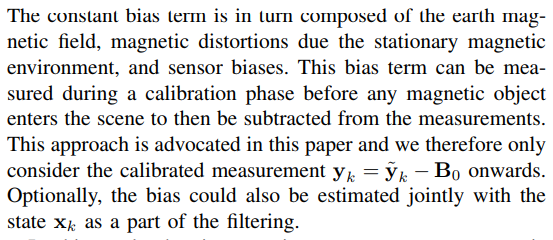 The constant bias term is in turn composed of the earth mag-
netic field, magnetic distortions due the stationary magnetic
environment, and sensor biases. This bias term can be mea-
sured during a calibration phase before any magnetic object
enters the scene to then be subtracted from the measurements.
This approach is advocated in this paper and we therefore only
consider the calibrated measurement yₖ = ỹₖ − B₀ onwards.
Optionally, the bias could also be estimated jointly with the
state xₖ as a part of the filtering.